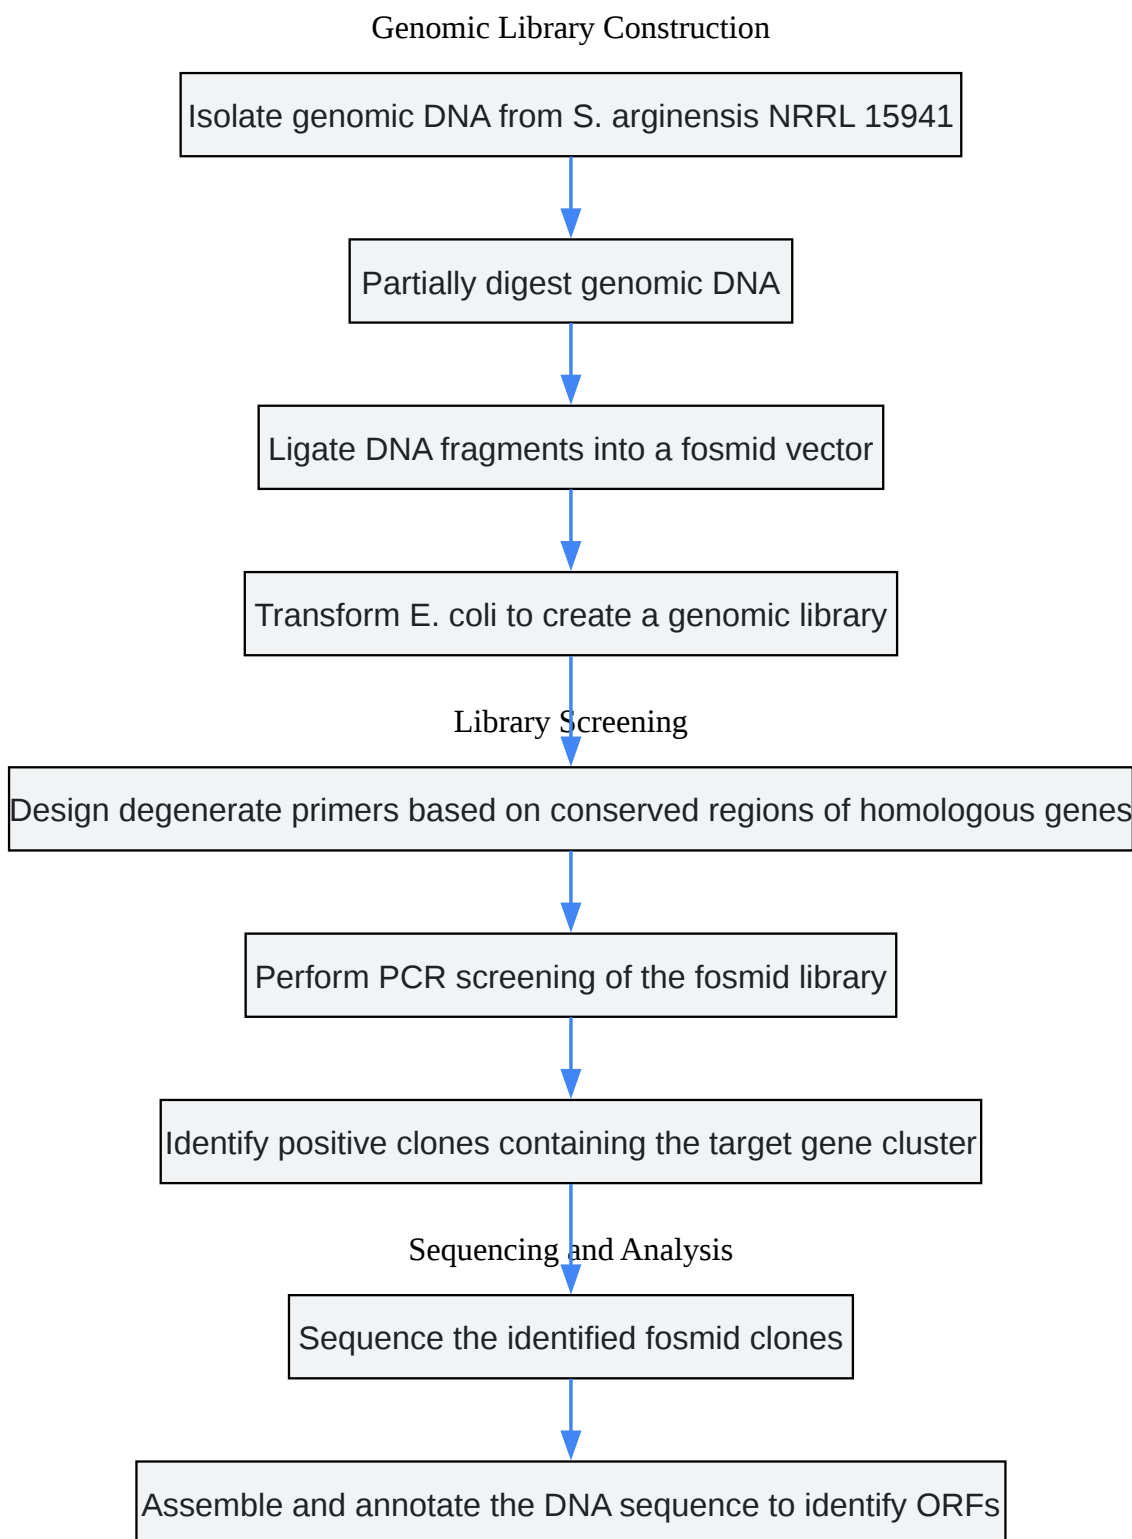 Genomic Library Construction
Isolate genomic DNA from S. arginensis NRRL 15941
Partially digest genomic DNA
Ligate DNA fragments into a fosmid vector
Transform E. coli to create a genomic library
Library Screening
Design degenerate primers based on conserved regions of homologous genes
Perform PCR screening of the fosmid library
Identify positive clones containing the target gene cluster
Sequencing and Analysis
Sequence the identified fosmid clones
Assemble and annotate the DNA sequence to identify ORFs